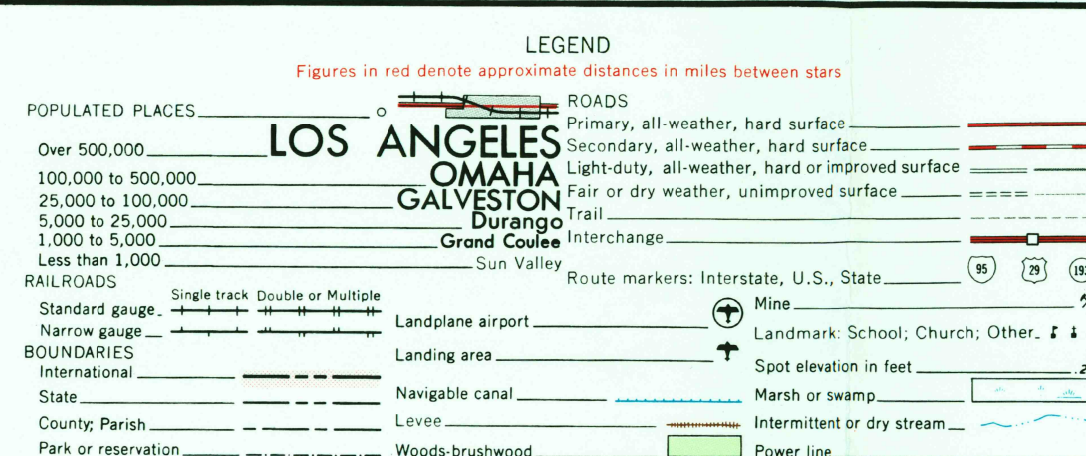 LEGEND
Figures in red denote approximate distances in miles between stars
POPULATED PLACES
Over 500,000 LOS ANGELES
100,000 to 500,000 OMAHA
25,000 to 100,000 GALVESTON
5,000 to 25,000 Durango
1,000 to 5,000 Grand Coulee
Less than 1,000 Sun Valley
RAILROADS
Single track Double or Multiple
Standard gauge
Narrow gauge
BOUNDARIES
International
State
County; Parish
Park or reservation
ROADS
Primary, all-weather, hard surface
Secondary, all-weather, hard surface
Light-duty, all-weather, hard or improved surface
Fair or dry weather, unimproved surface
Trail
Interchange
Route markers: Interstate, U.S., State 95 29 193
Landplane airport
Landing area
Navigable canal
Levee
Woods-brushwood
Mine
Landmark: School; Church; Other
Spot elevation in feet
Marsh or swamp
Intermittent or dry stream
Power line